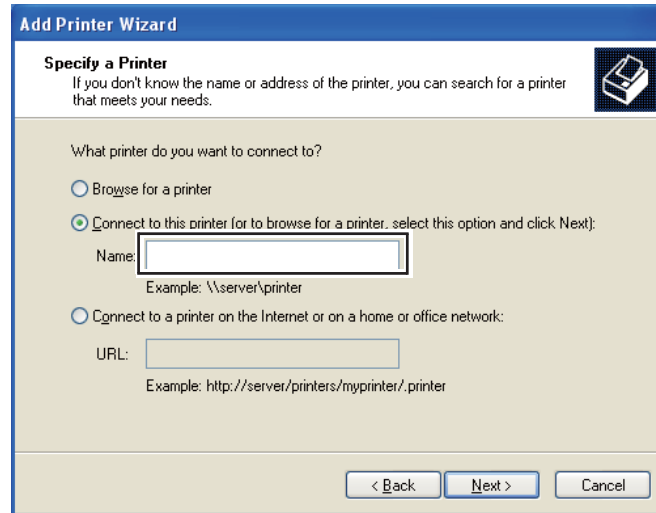 Add Printer Wizard
Specify a Printer
If you don't know the name or address of the printer, you can search for a printer
that meets your needs.
What printer do you want to connect to?
Browse for a printer
Connect to this printer (or to browse for a printer, select this option and click Next):
Name:
Example: \\server\printer
Connect to a printer on the Internet or on a home or office network:
URL:
Example: http://server/printers/myprinter/.printer
< Back Next > Cancel